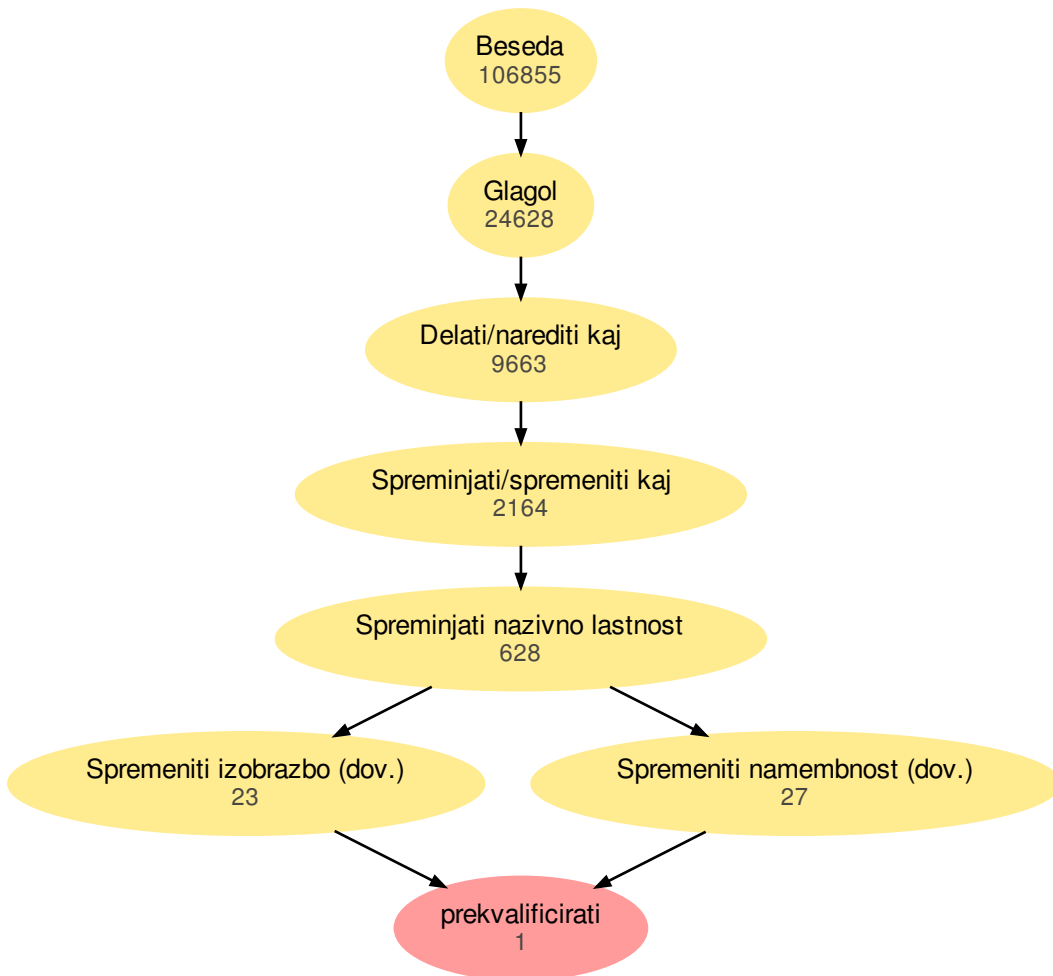 Beseda
106855
Glagol
24628
Delati/narediti kaj
9663
Spreminjati/spremeniti kaj
2164
Spreminjati nazivno lastnost
628
Spremeniti izobrazbo (dov.)
23
Spremeniti namembnost (dov.)
27
prekvalificirati
1